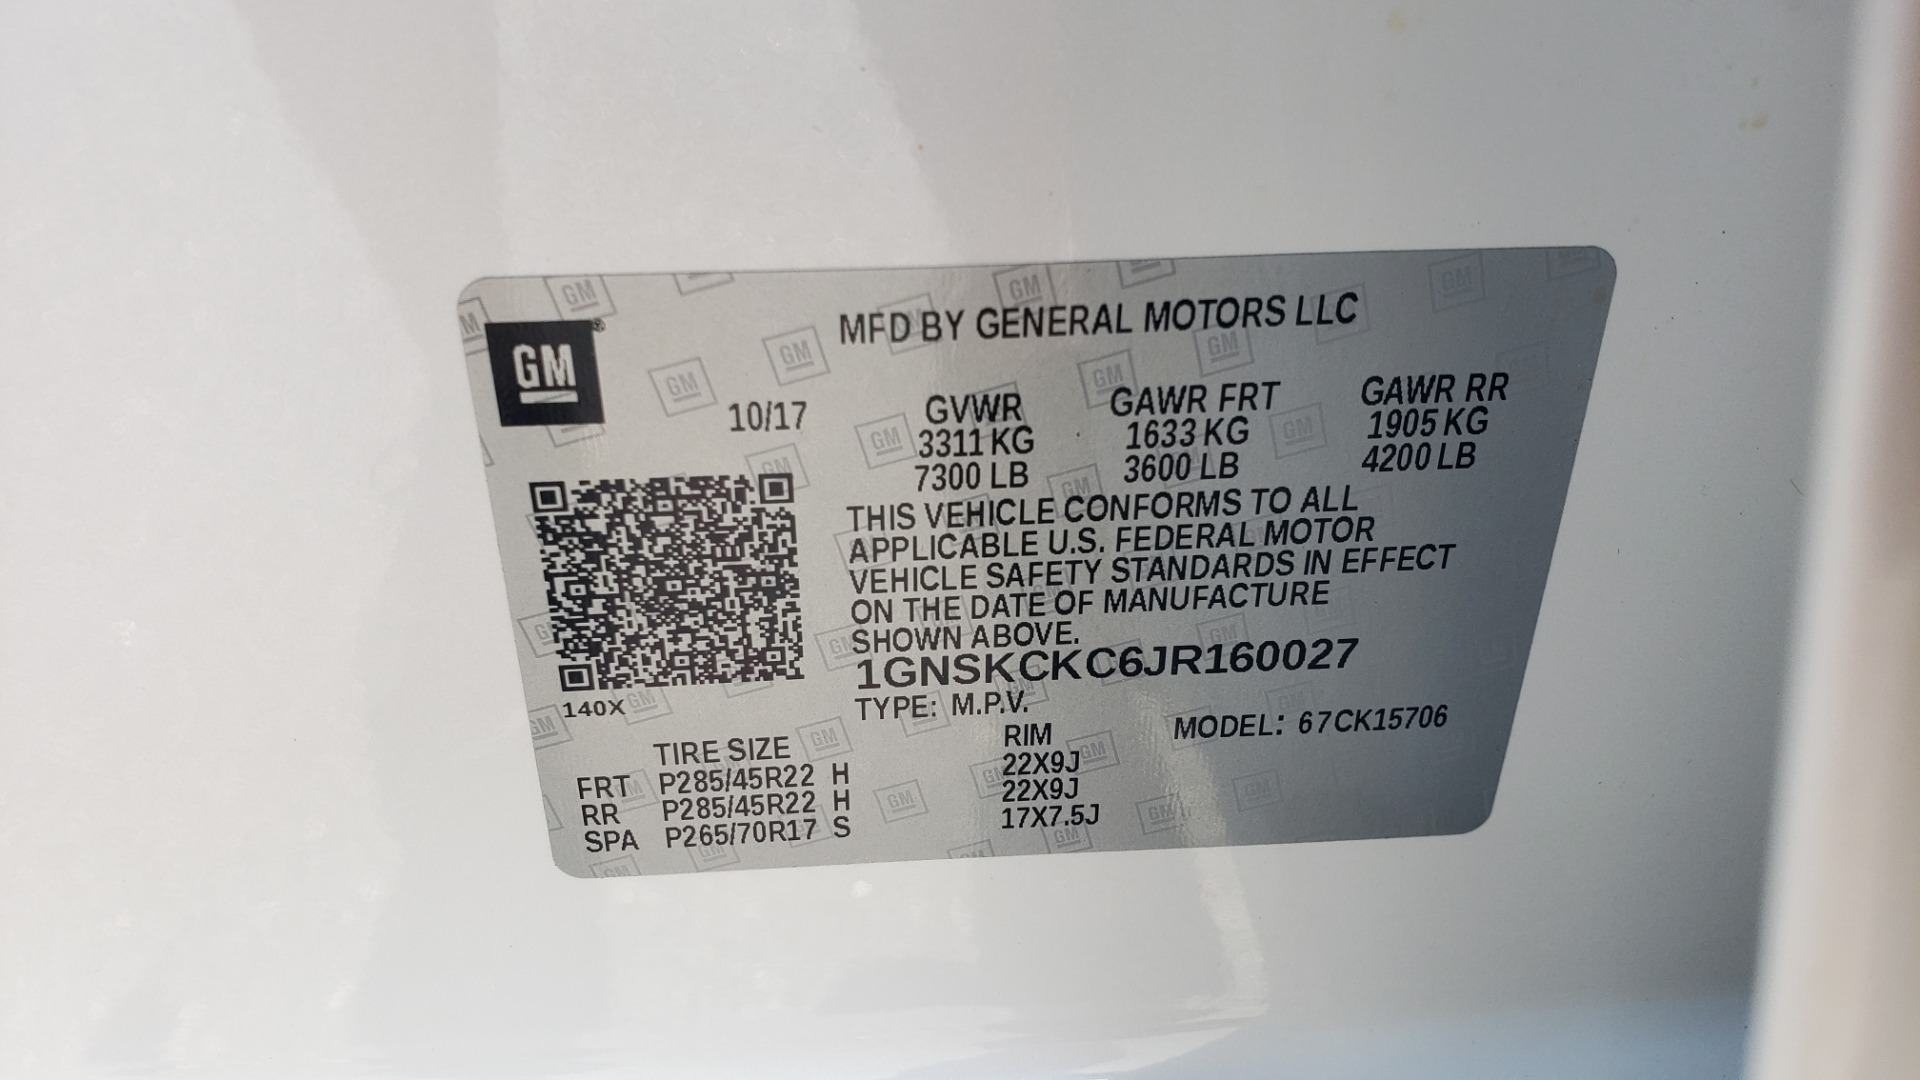 GM
MFD BY GENERAL MOTORS LLC
10/17
GVWR GAWR FRT GAWR RR
3311 KG 1633 KG 1905 KG
7300 LB 3600 LB 4200 LB
THIS VEHICLE CONFORMS TO ALL
APPLICABLE U.S. FEDERAL MOTOR
VEHICLE SAFETY STANDARDS IN EFFECT
ON THE DATE OF MANUFACTURE
SHOWN ABOVE.
1GNSKCKC6JR160027
140X
TYPE: M.P.V. MODEL: 67CK15706
TIRE SIZE RIM
FRT P285/45R22 H 22X9J
RR P285/45R22 H 22X9J
SPA P265/70R17 S 17X7.5J